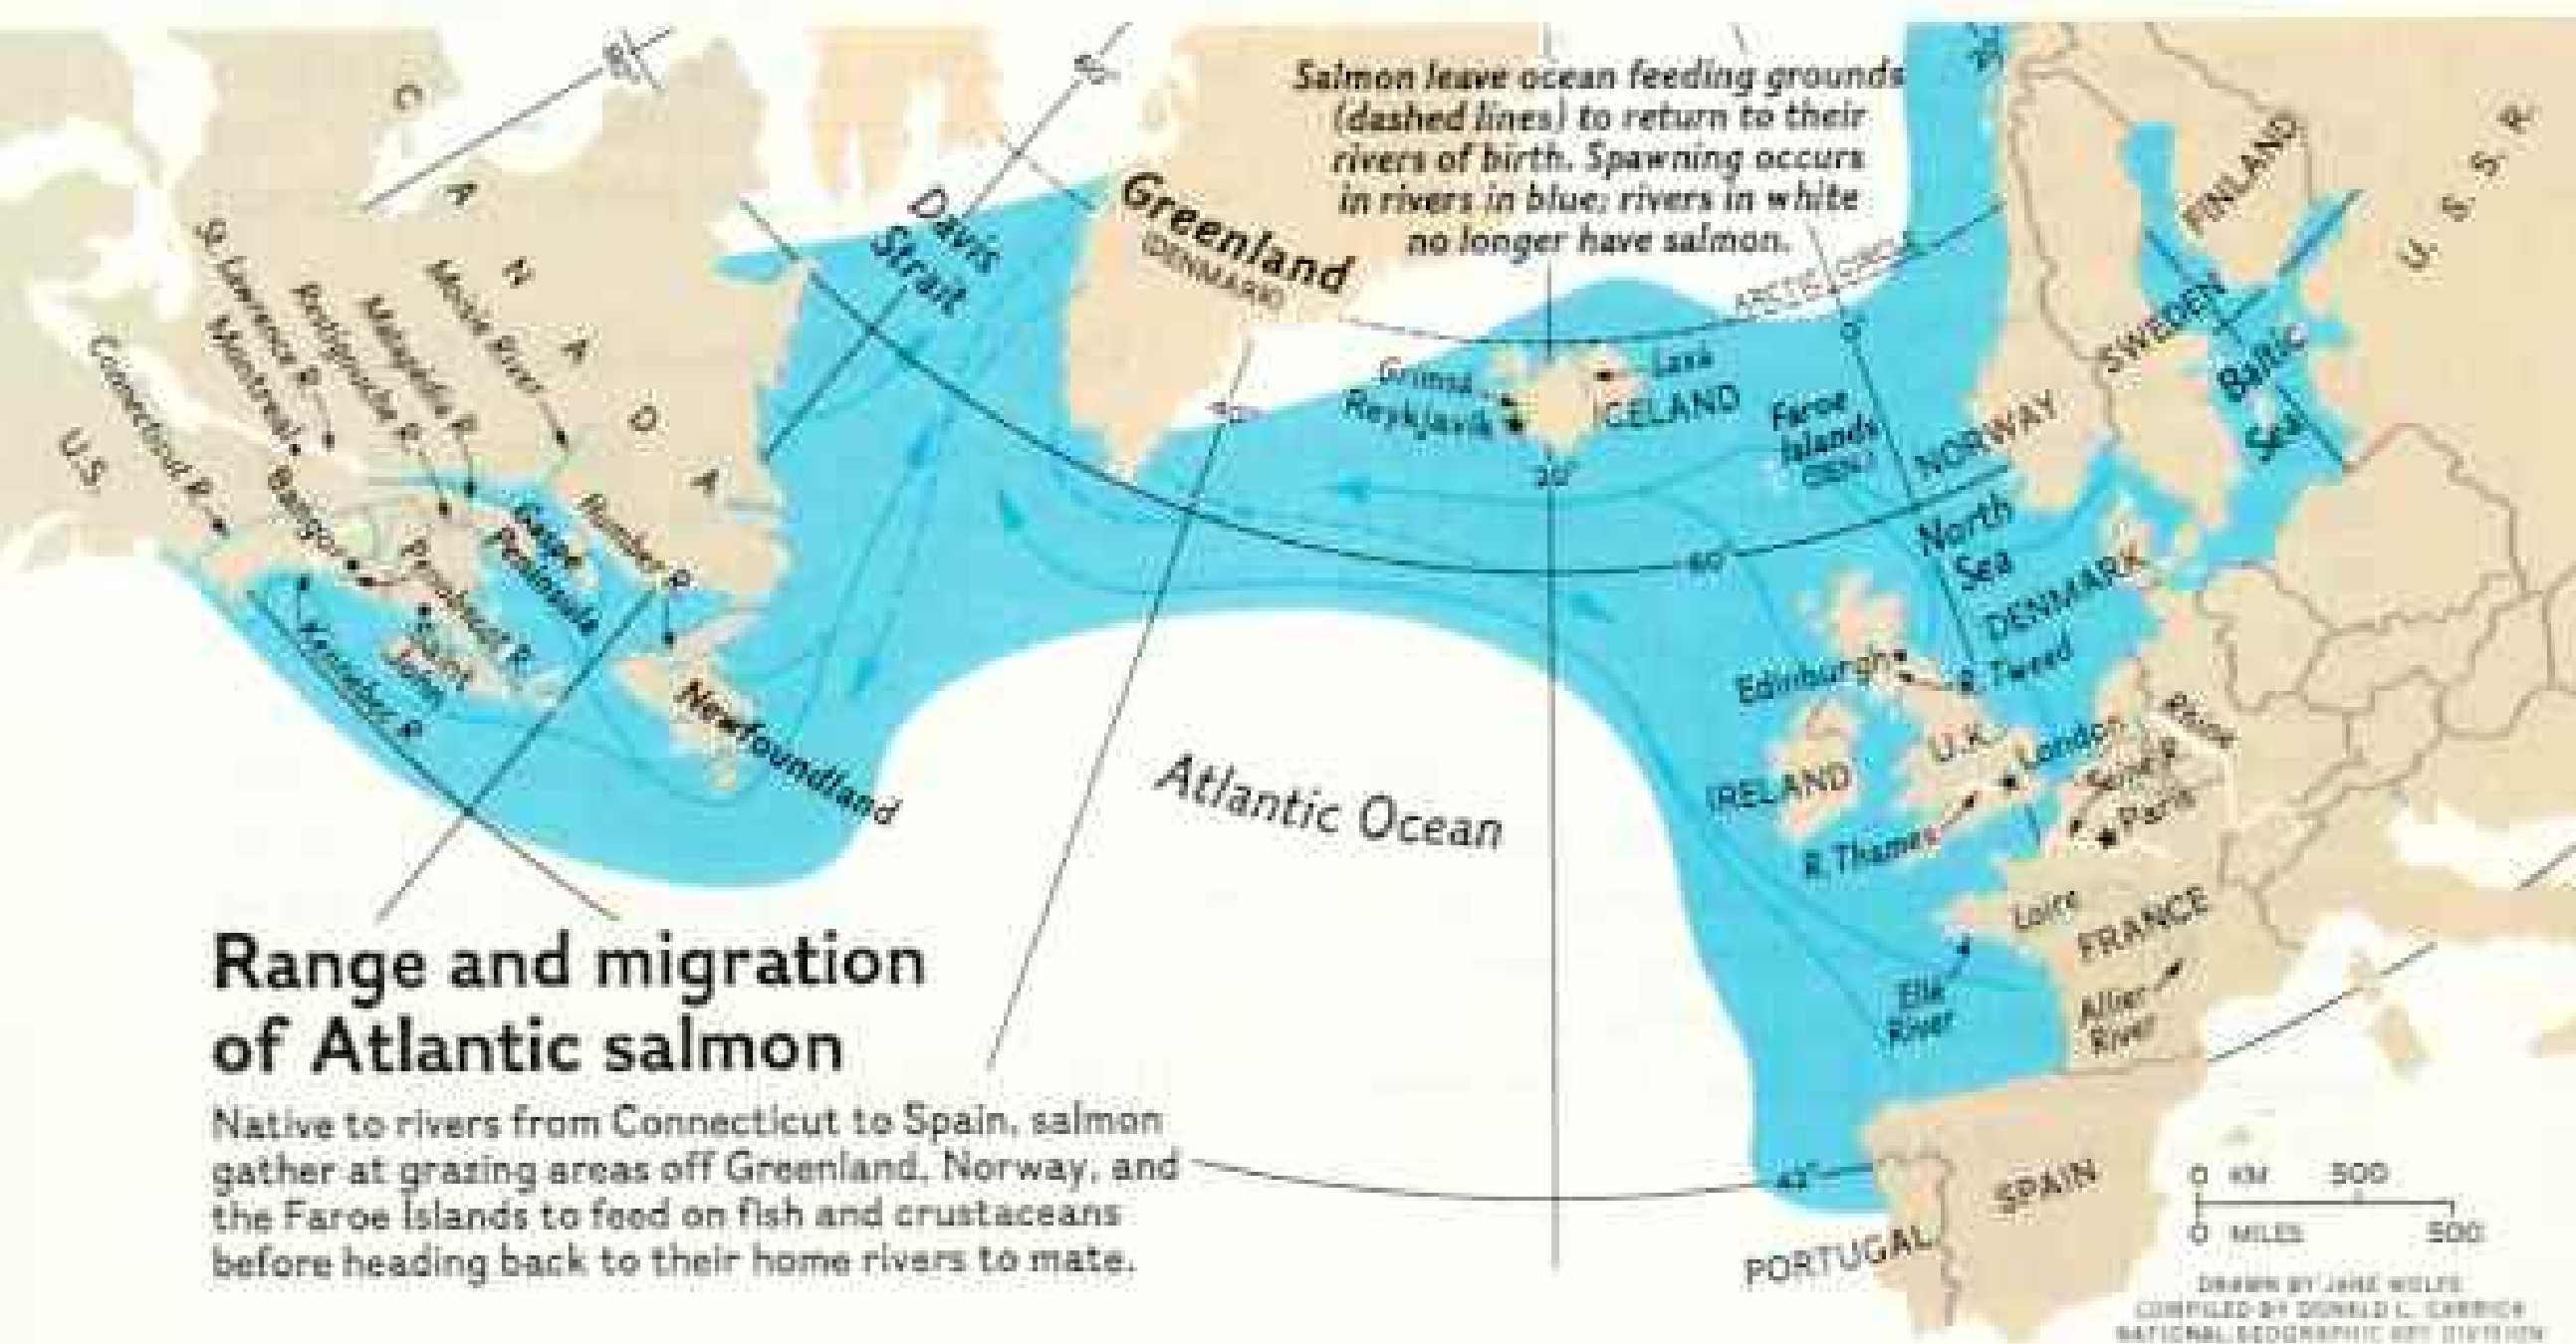 Salmon leave ocean feeding grounds
(dashed lines) to return to their
rivers of birth. Spawning occurs
in rivers in blue; rivers in white
no longer have salmon.
C A N A D A
U.S.
St. Lawrence R.
Montreal
Restigouche R.
Matapédia R.
Moisie River
Connecticut R.
Bangor
Gaspé
Peninsula
Humber R.
Penobscot R.
Saint
John
Kennebec R.
Newfoundland
Davis
Strait
Greenland
(DENMARK)
ARCTIC CIRCLE
Grimsá
Reykjavík
Laxá
ICELAND
20°
0°
60°
Faroe
Islands
(DEN.)
NORWAY
SWEDEN
FINLAND
U. S. S. R.
Baltic
Sea
North
Sea
DENMARK
Edinburgh
R. Tweed
U.K.
IRELAND
London
R. Thames
Rhine
Seine R.
Paris
Loire
FRANCE
Elle
River
Allier
River
Atlantic Ocean
42°
SPAIN
PORTUGAL
Range and migration
of Atlantic salmon
Native to rivers from Connecticut to Spain, salmon
gather at grazing areas off Greenland, Norway, and
the Faroe Islands to feed on fish and crustaceans
before heading back to their home rivers to mate.
0 KM 500
0 MILES 500
COMPILED BY DONALD L. CARRICK
NATIONAL GEOGRAPHIC ART DIVISION